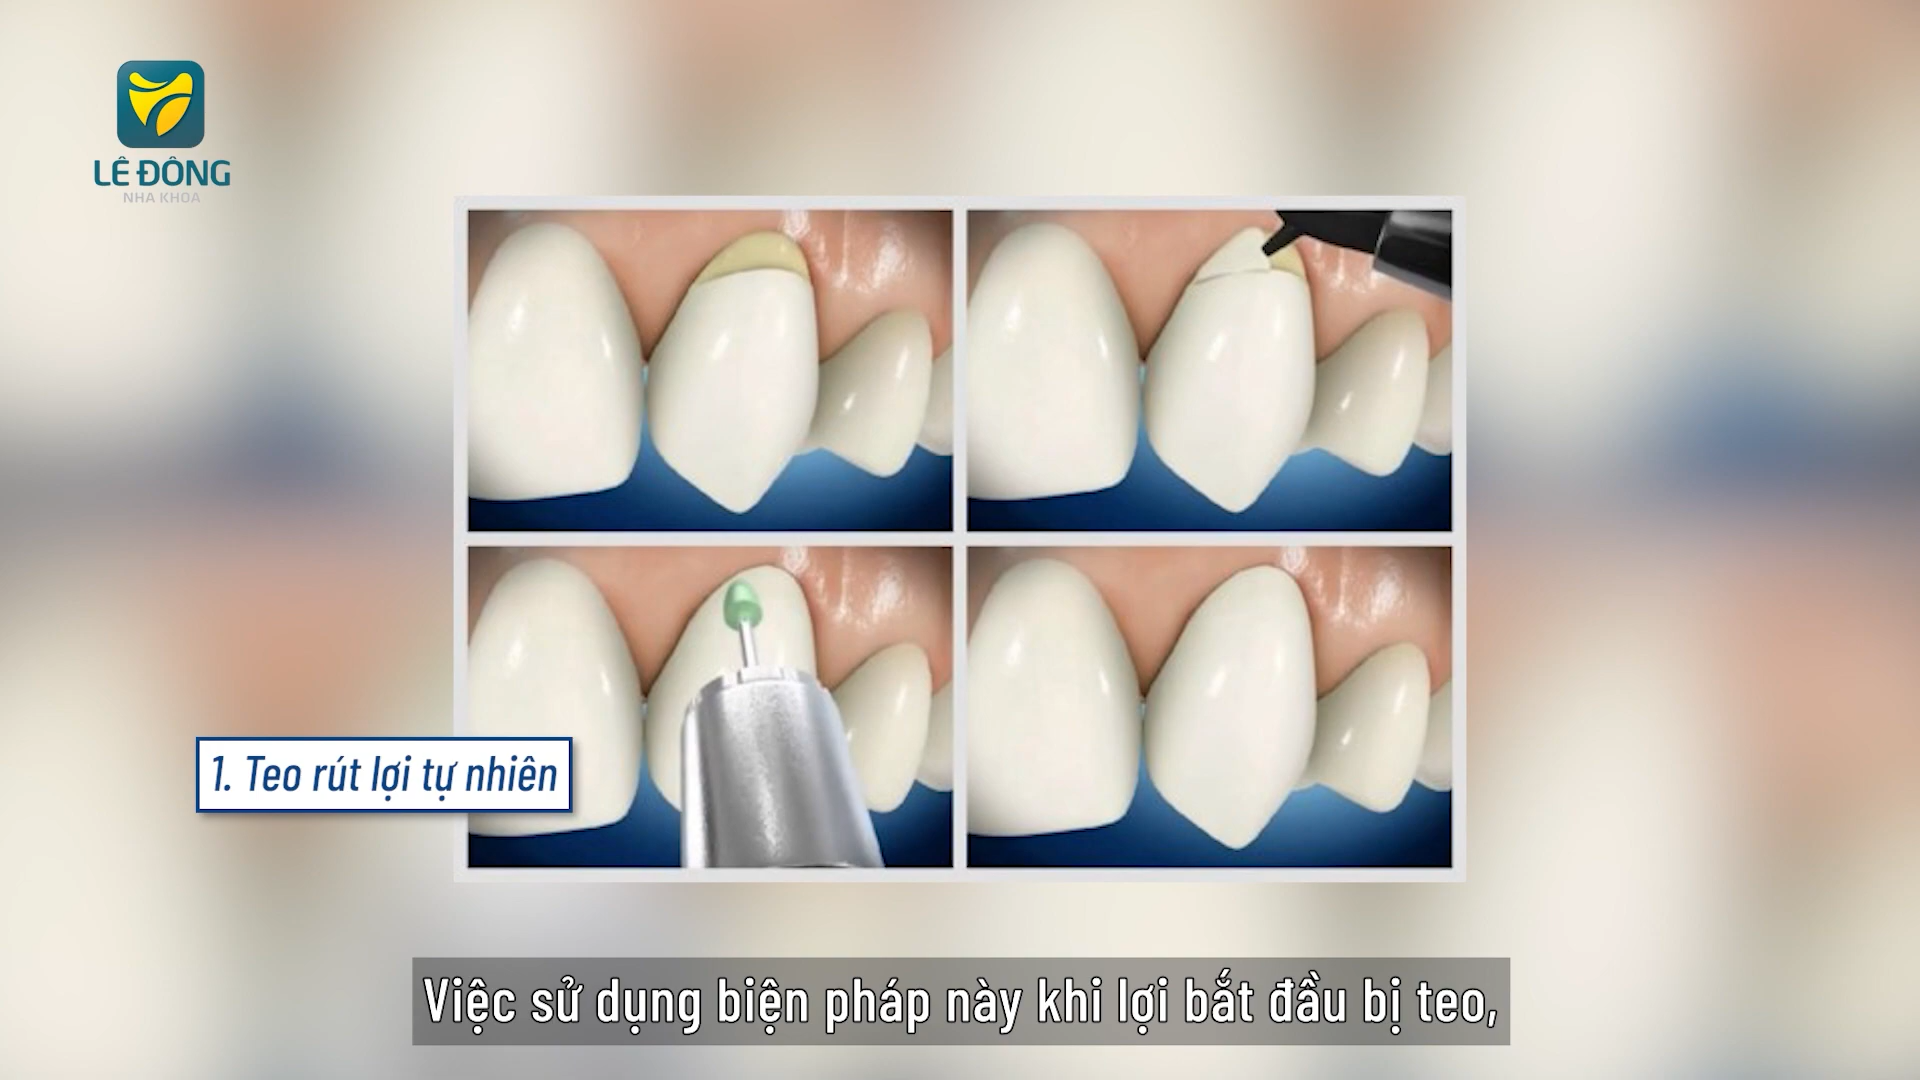 LÊ ĐÔNG
NHA KHOA
1. Teo rút lợi tự nhiên
Việc sử dụng biện pháp này khi lợi bắt đầu bị teo,